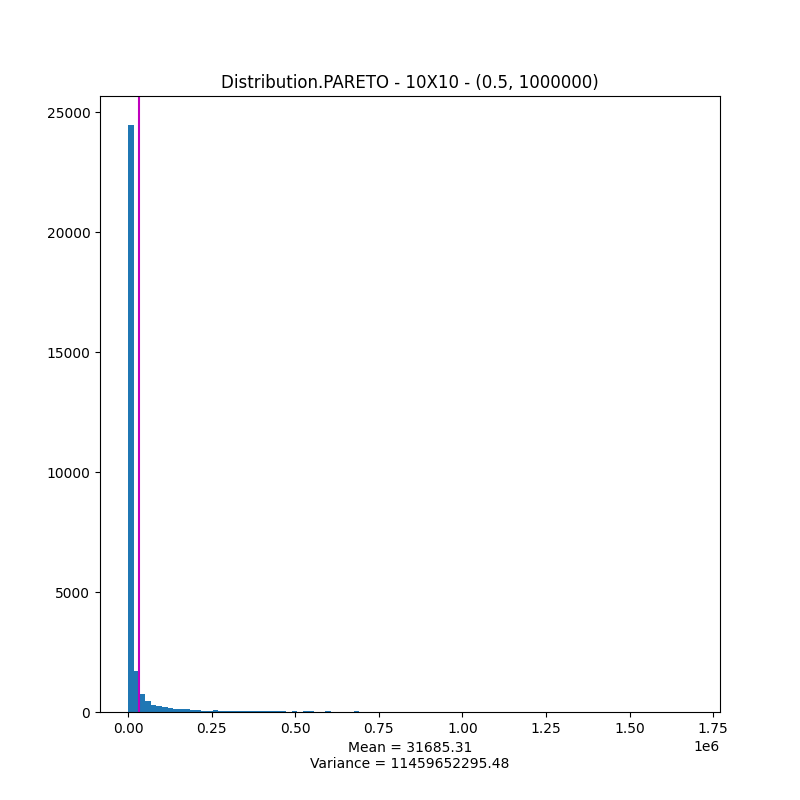 Distribution.PARETO - 10X10 - (0.5, 1000000)
25000
20000
15000
10000
5000
0
0.00 0.25 0.50 0.75 1.00 1.25 1.50 1.75
1e6
Mean = 31685.31
Variance = 11459652295.48